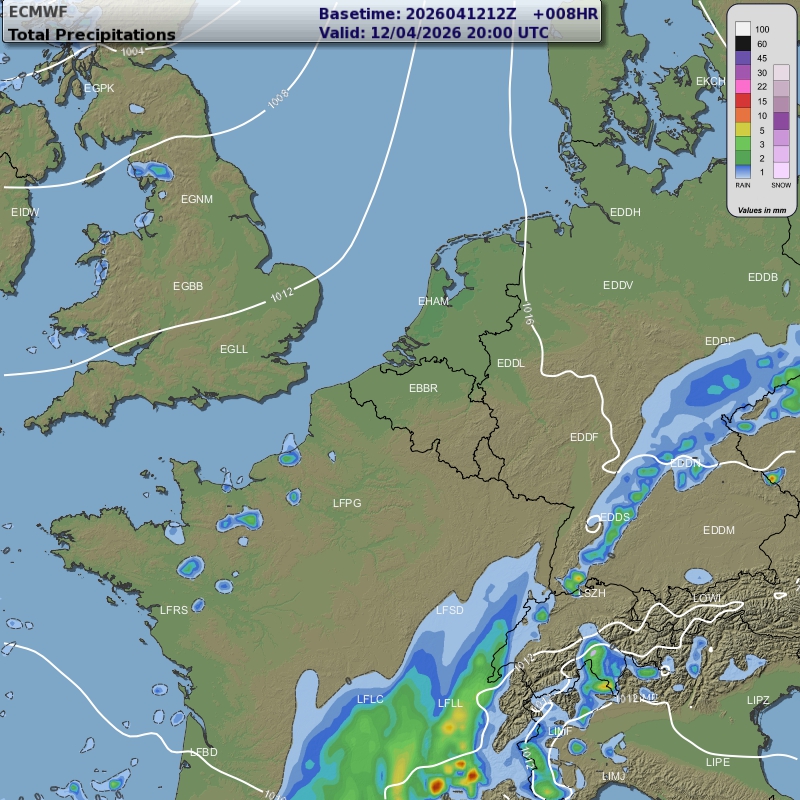 ECMWF
Basetime: 2026041212Z +008HR
Total Precipitations
Valid: 12/04/2026 20:00 UTC
1004
EGPK
EKCH
1008
EIDW
EGNM
EDDH
EGBB
EDDV
EDDB
1012
EHAM
1016
EGLL
EDDL
EBBR
EDDF
EDDN
LFPG
EDDS
EDDM
LSZH
LOWI
LFRS
LFSD
1012
LFLC
LFLL
LIPZ
LIMF
LFBD
LIPE
LIMJ
100
60
45
30
22
15
10
5
3
2
1
RAIN SNOW
Values in mm